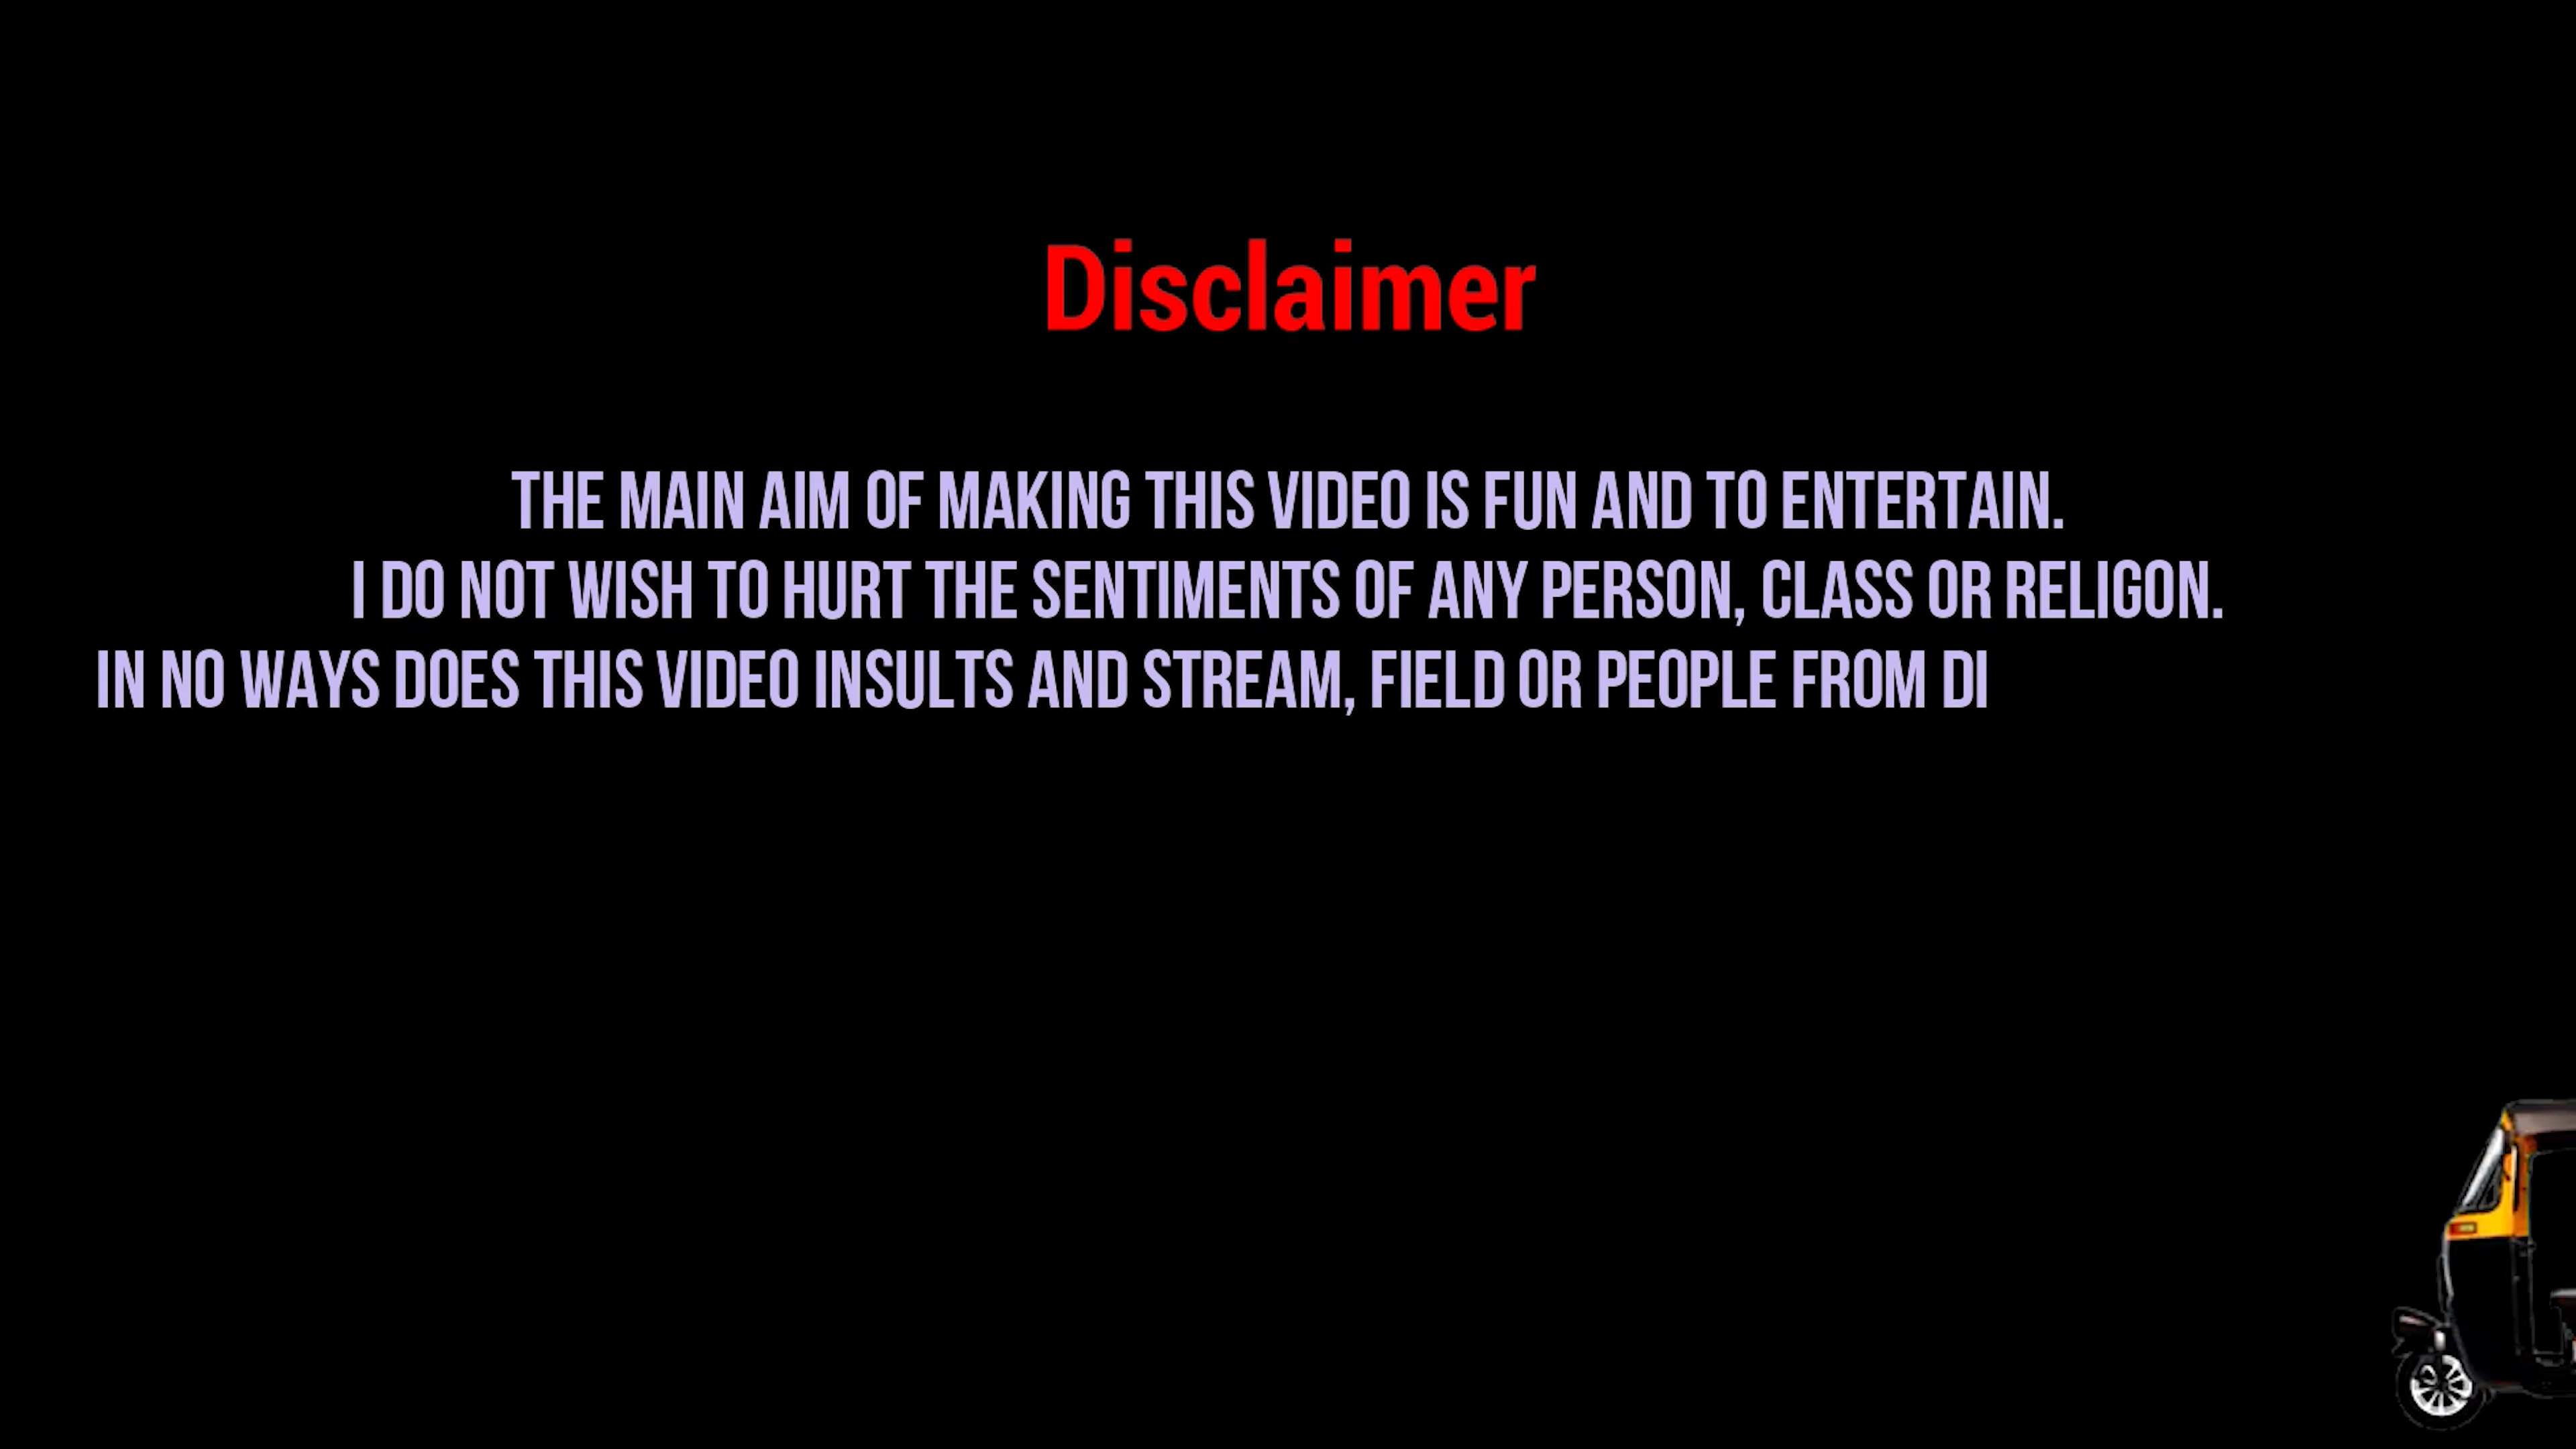 Disclaimer
THE MAIN AIM OF MAKING THIS VIDEO IS FUN AND TO ENTERTAIN.
I DO NOT WISH TO HURT THE SENTIMENTS OF ANY PERSON, CLASS OR RELIGON.
IN NO WAYS DOES THIS VIDEO INSULTS AND STREAM, FIELD OR PEOPLE FROM DI